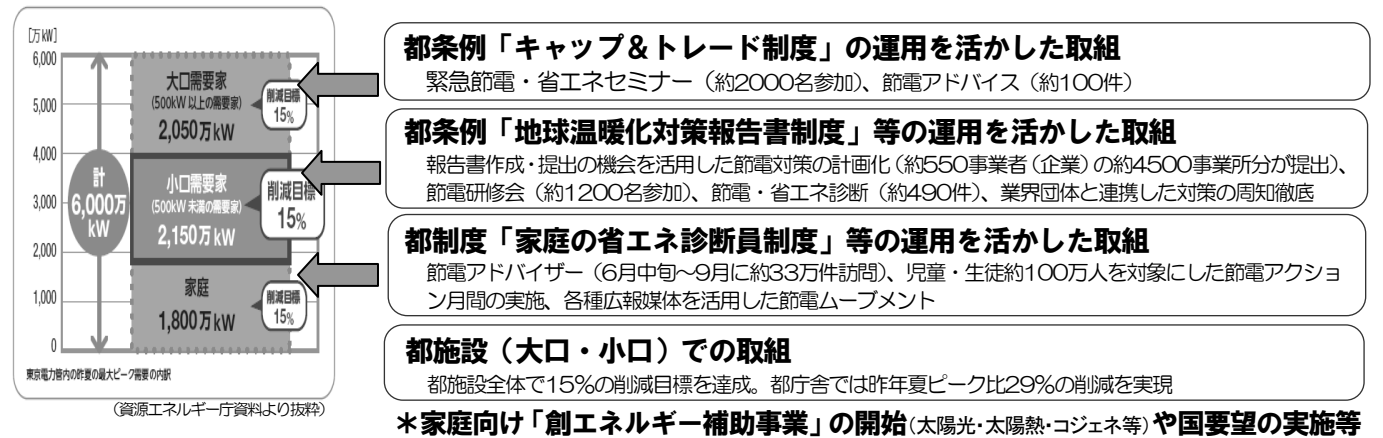 [万kW]
6,000
5,000
4,000
3,000
2,000
1,000
0
計
6,000万
kW
大口需要家
(500kW 以上の需要家)
2,050万kW
削減目標
15%
小口需要家
(500kW 未満の需要家)
2,150万kW
削減目標
15%
家庭
1,800万kW
削減目標
15%
東京電力管内の昨夏の最大ピーク需要の内訳
(資源エネルギー庁資料より抜粋)
都条例「キャップ＆トレード制度」の運用を活かした取組
緊急節電・省エネセミナー（約2000名参加）、節電アドバイス（約100件）
都条例「地球温暖化対策報告書制度」等の運用を活かした取組
報告書作成・提出の機会を活用した節電対策の計画化（約550事業者（企業）の約4500事業所分が提出）、
節電研修会（約1200名参加）、節電・省エネ診断（約490件）、業界団体と連携した対策の周知徹底
都制度「家庭の省エネ診断員制度」等の運用を活かした取組
節電アドバイザー（6月中旬～9月に約33万件訪問）、児童・生徒約100万人を対象にした節電アクショ
ン月間の実施、各種広報媒体を活用した節電ムーブメント
都施設（大口・小口）での取組
都施設全体で15％の削減目標を達成。都庁舎では昨年夏ピーク比29％の削減を実現
＊家庭向け「創エネルギー補助事業」の開始（太陽光・太陽熱・コジェネ等）や国要望の実施等